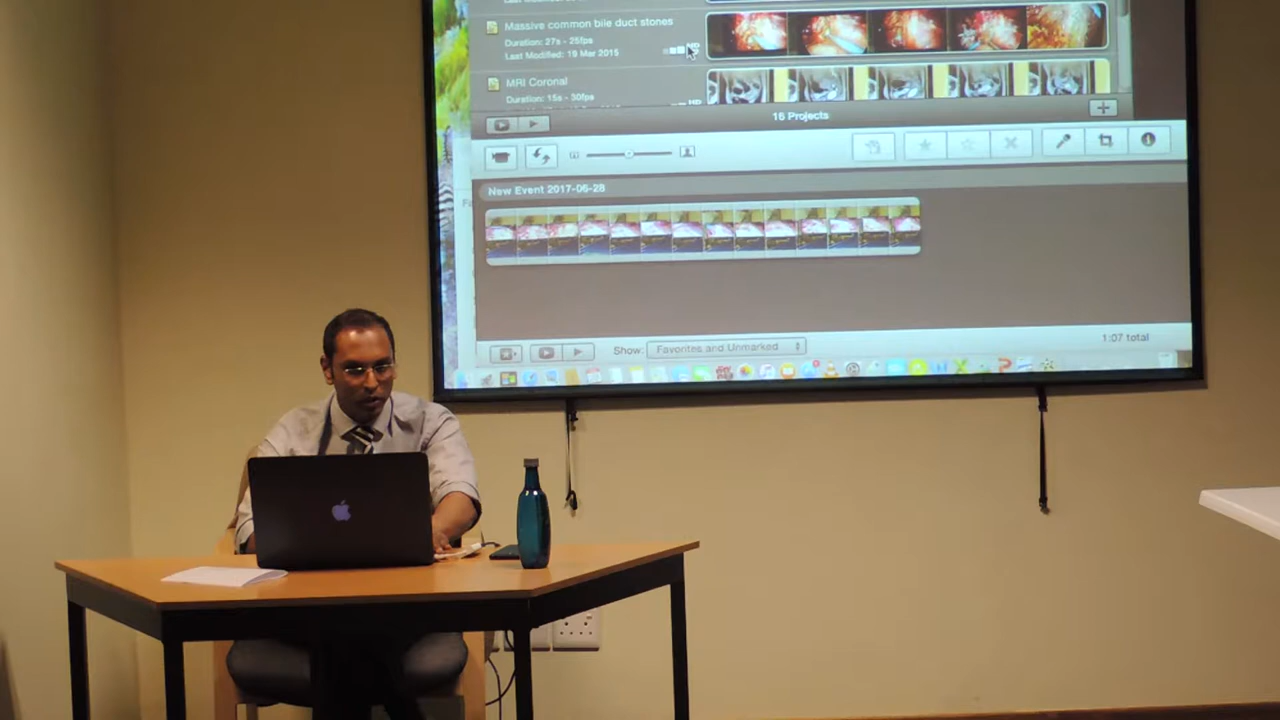 Massive common bile duct stones
Duration: 27s - 25fps
Last Modified: 19 Mar 2015
MRI Coronal
Duration: 15s - 30fps
16 Projects
New Event 2017-06-28
Show: Favorites and Unmarked
1:07 total